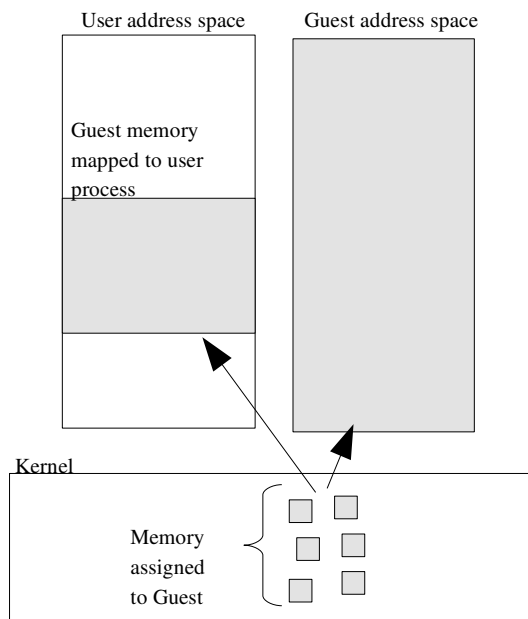 User address space
Guest address space
Guest memory
mapped to user
process
Kernel
Memory
assigned
to Guest